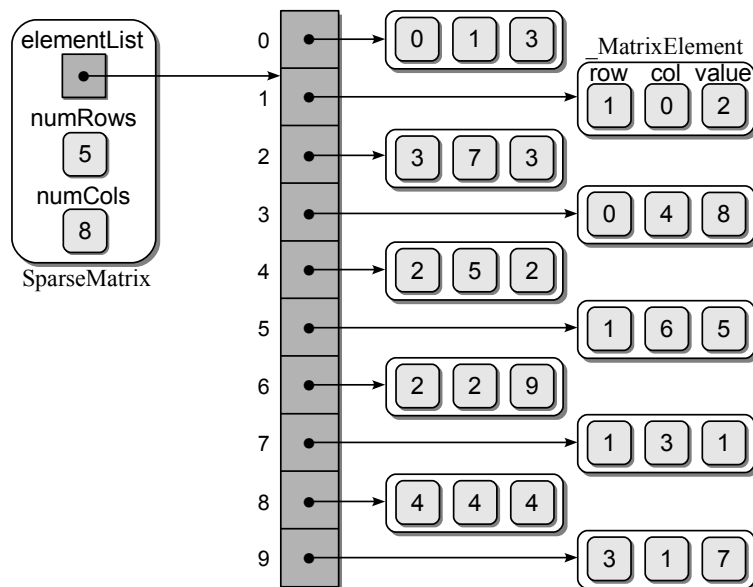 elementList
numRows
5
numCols
8
SparseMatrix
0
0 1 3
_MatrixElement
row col value
1
1 0 2
2
3 7 3
3
0 4 8
4
2 5 2
5
1 6 5
6
2 2 9
7
1 3 1
8
4 4 4
9
3 1 7